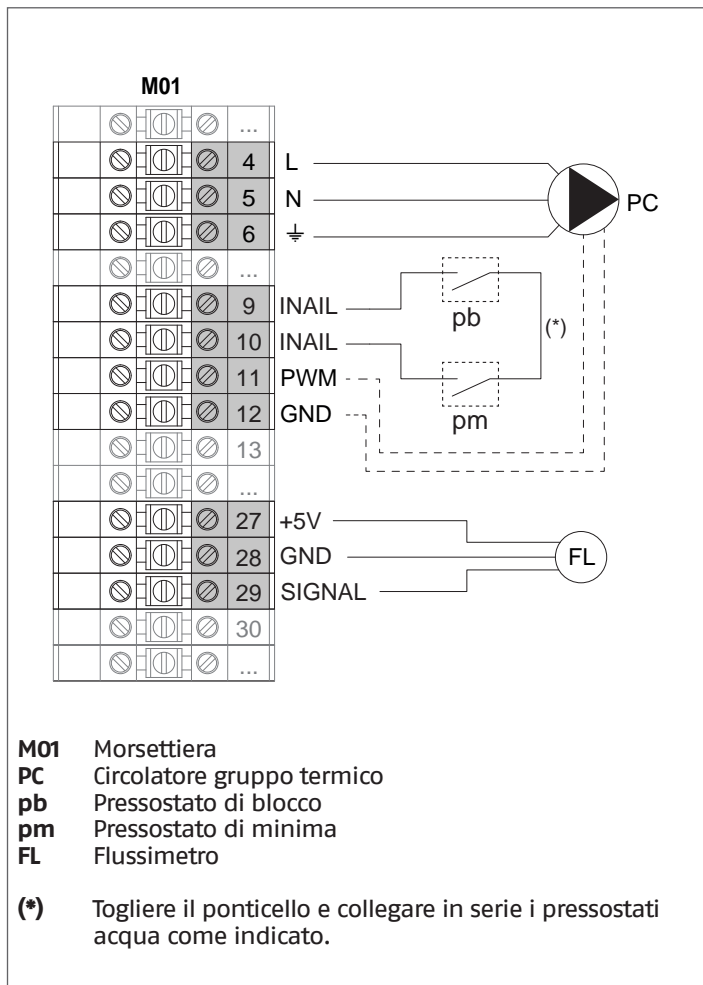 M01
...
4 L
5 N PC
6
...
9 INAIL
pb
(*)
10 INAIL
11 PWM
pm
12 GND
13
...
27 +5V
28 GND FL
29 SIGNAL
30
...
M01 Morsettiera
PC Circolatore gruppo termico
pb Pressostato di blocco
pm Pressostato di minima
FL Flussimetro
(*) Togliere il ponticello e collegare in serie i pressostati
acqua come indicato.